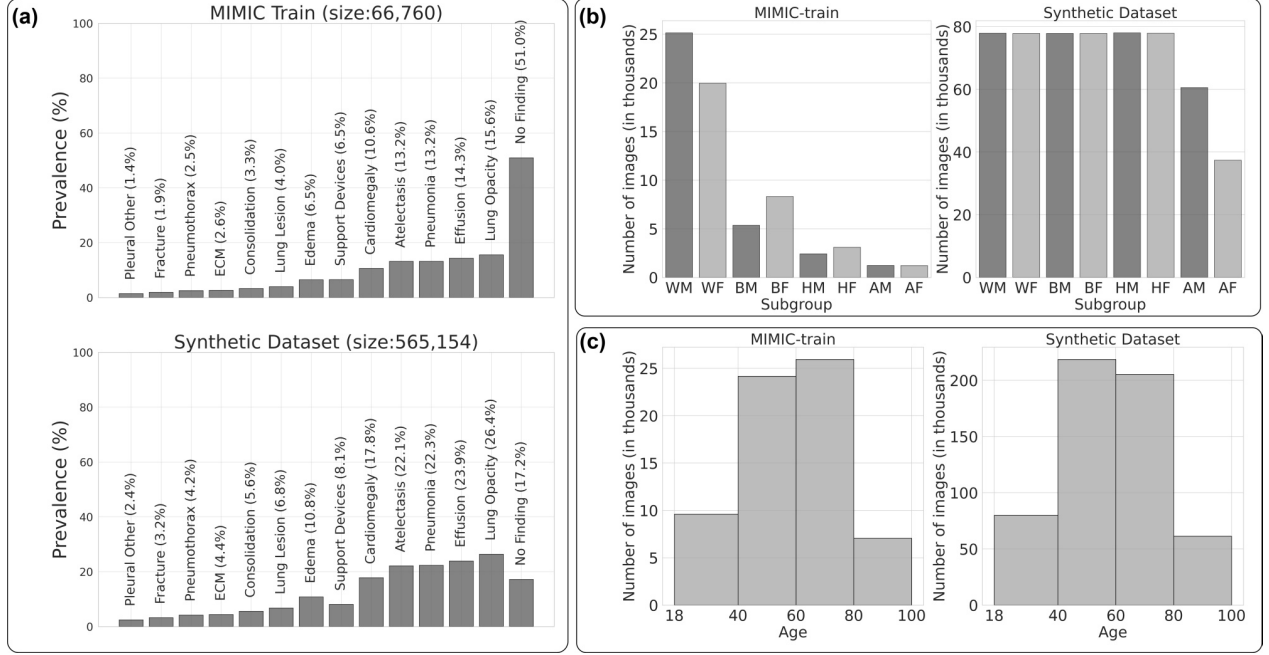 (a)
MIMIC Train (size:66,760)
Prevalence (%)
100
80
60
40
20
0
Pleural Other (1.4%)
Fracture (1.9%)
Pneumothorax (2.5%)
ECM (2.6%)
Consolidation (3.3%)
Lung Lesion (4.0%)
Edema (6.5%)
Support Devices (6.5%)
Cardiomegaly (10.6%)
Atelectasis (13.2%)
Pneumonia (13.2%)
Effusion (14.3%)
Lung Opacity (15.6%)
No Finding (51.0%)
Synthetic Dataset (size:565,154)
Prevalence (%)
100
80
60
40
20
0
Pleural Other (2.4%)
Fracture (3.2%)
Pneumothorax (4.2%)
ECM (4.4%)
Consolidation (5.6%)
Lung Lesion (6.8%)
Edema (10.8%)
Support Devices (8.1%)
Cardiomegaly (17.8%)
Atelectasis (22.1%)
Pneumonia (22.3%)
Effusion (23.9%)
Lung Opacity (26.4%)
No Finding (17.2%)
(b)
MIMIC-train
Number of images (in thousands)
25
20
15
10
5
0
WM WF BM BF HM HF AM AF
Subgroup
Synthetic Dataset
Number of images (in thousands)
80
60
40
20
0
WM WF BM BF HM HF AM AF
Subgroup
(c)
MIMIC-train
Number of images (in thousands)
25
20
15
10
5
0
18 40 60 80 100
Age
Synthetic Dataset
Number of images (in thousands)
200
150
100
50
0
18 40 60 80 100
Age